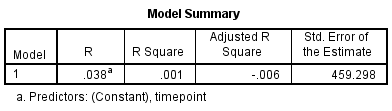 Model Summary
Model R R Square Adjusted R Square Std. Error of the Estimate
1 .038a .001 -.006 459.298
a. Predictors: (Constant), timepoint